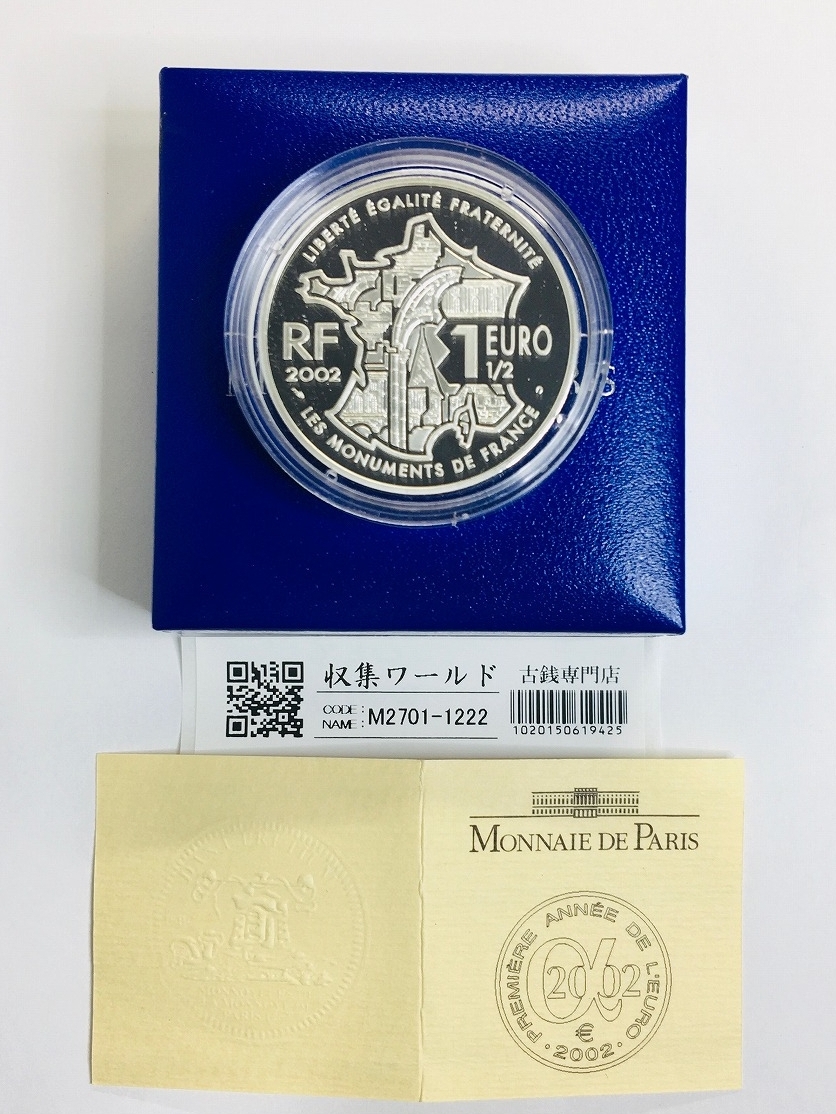 LIBERTÉ ÉGALITÉ FRATERNITÉ
RF
2002
1 EURO
1/2
LES MONUMENTS DE FRANCE
収集ワールド
古銭専門店
CODE:
NAME:
M2701-1222
1020150619425
MONNAIE DE PARIS
PREMIÈRE ANNÉE DE L'EURO
2002
€
· 2002 ·